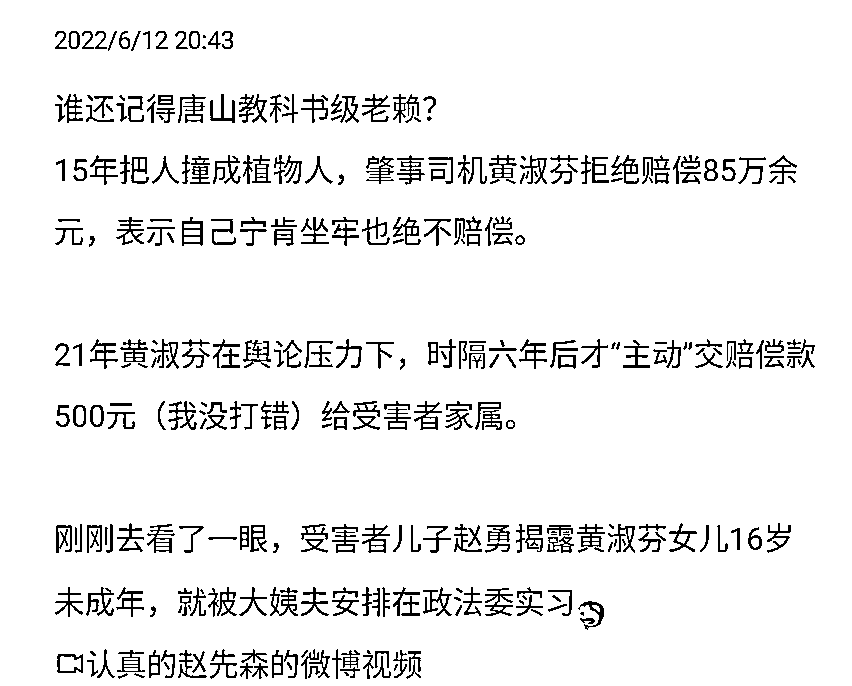 2022/6/12 20:43
谁还记得唐山教科书级老赖?
15年把人撞成植物人，肇事司机黄淑芬拒绝赔偿85万余
元，表示自己宁肯坐牢也绝不赔偿。
21年黄淑芬在舆论压力下，时隔六年后才“主动”交赔偿款
500元（我没打错）给受害者家属。
刚刚去看了一眼，受害者儿子赵勇揭露黄淑芬女儿16岁
未成年，就被大姨夫安排在政法委实习
认真的赵先森的微博视频